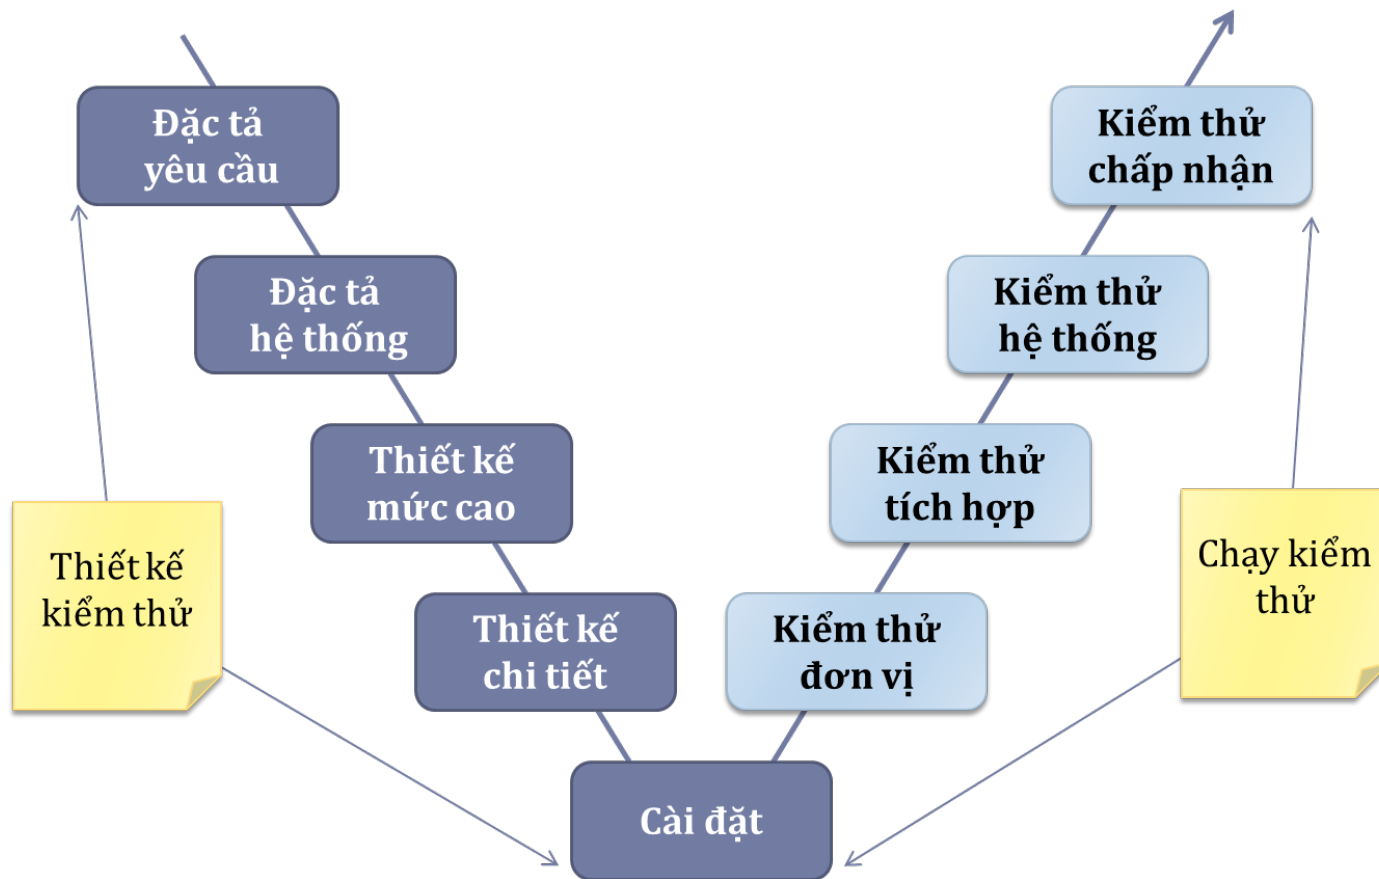 Đặc tả
yêu cầu
Kiểm thử
chấp nhận
Đặc tả
hệ thống
Kiểm thử
hệ thống
Thiết kế
mức cao
Kiểm thử
tích hợp
Thiết kế
kiểm thử
Chạy kiểm
thử
Thiết kế
chi tiết
Kiểm thử
đơn vị
Cài đặt